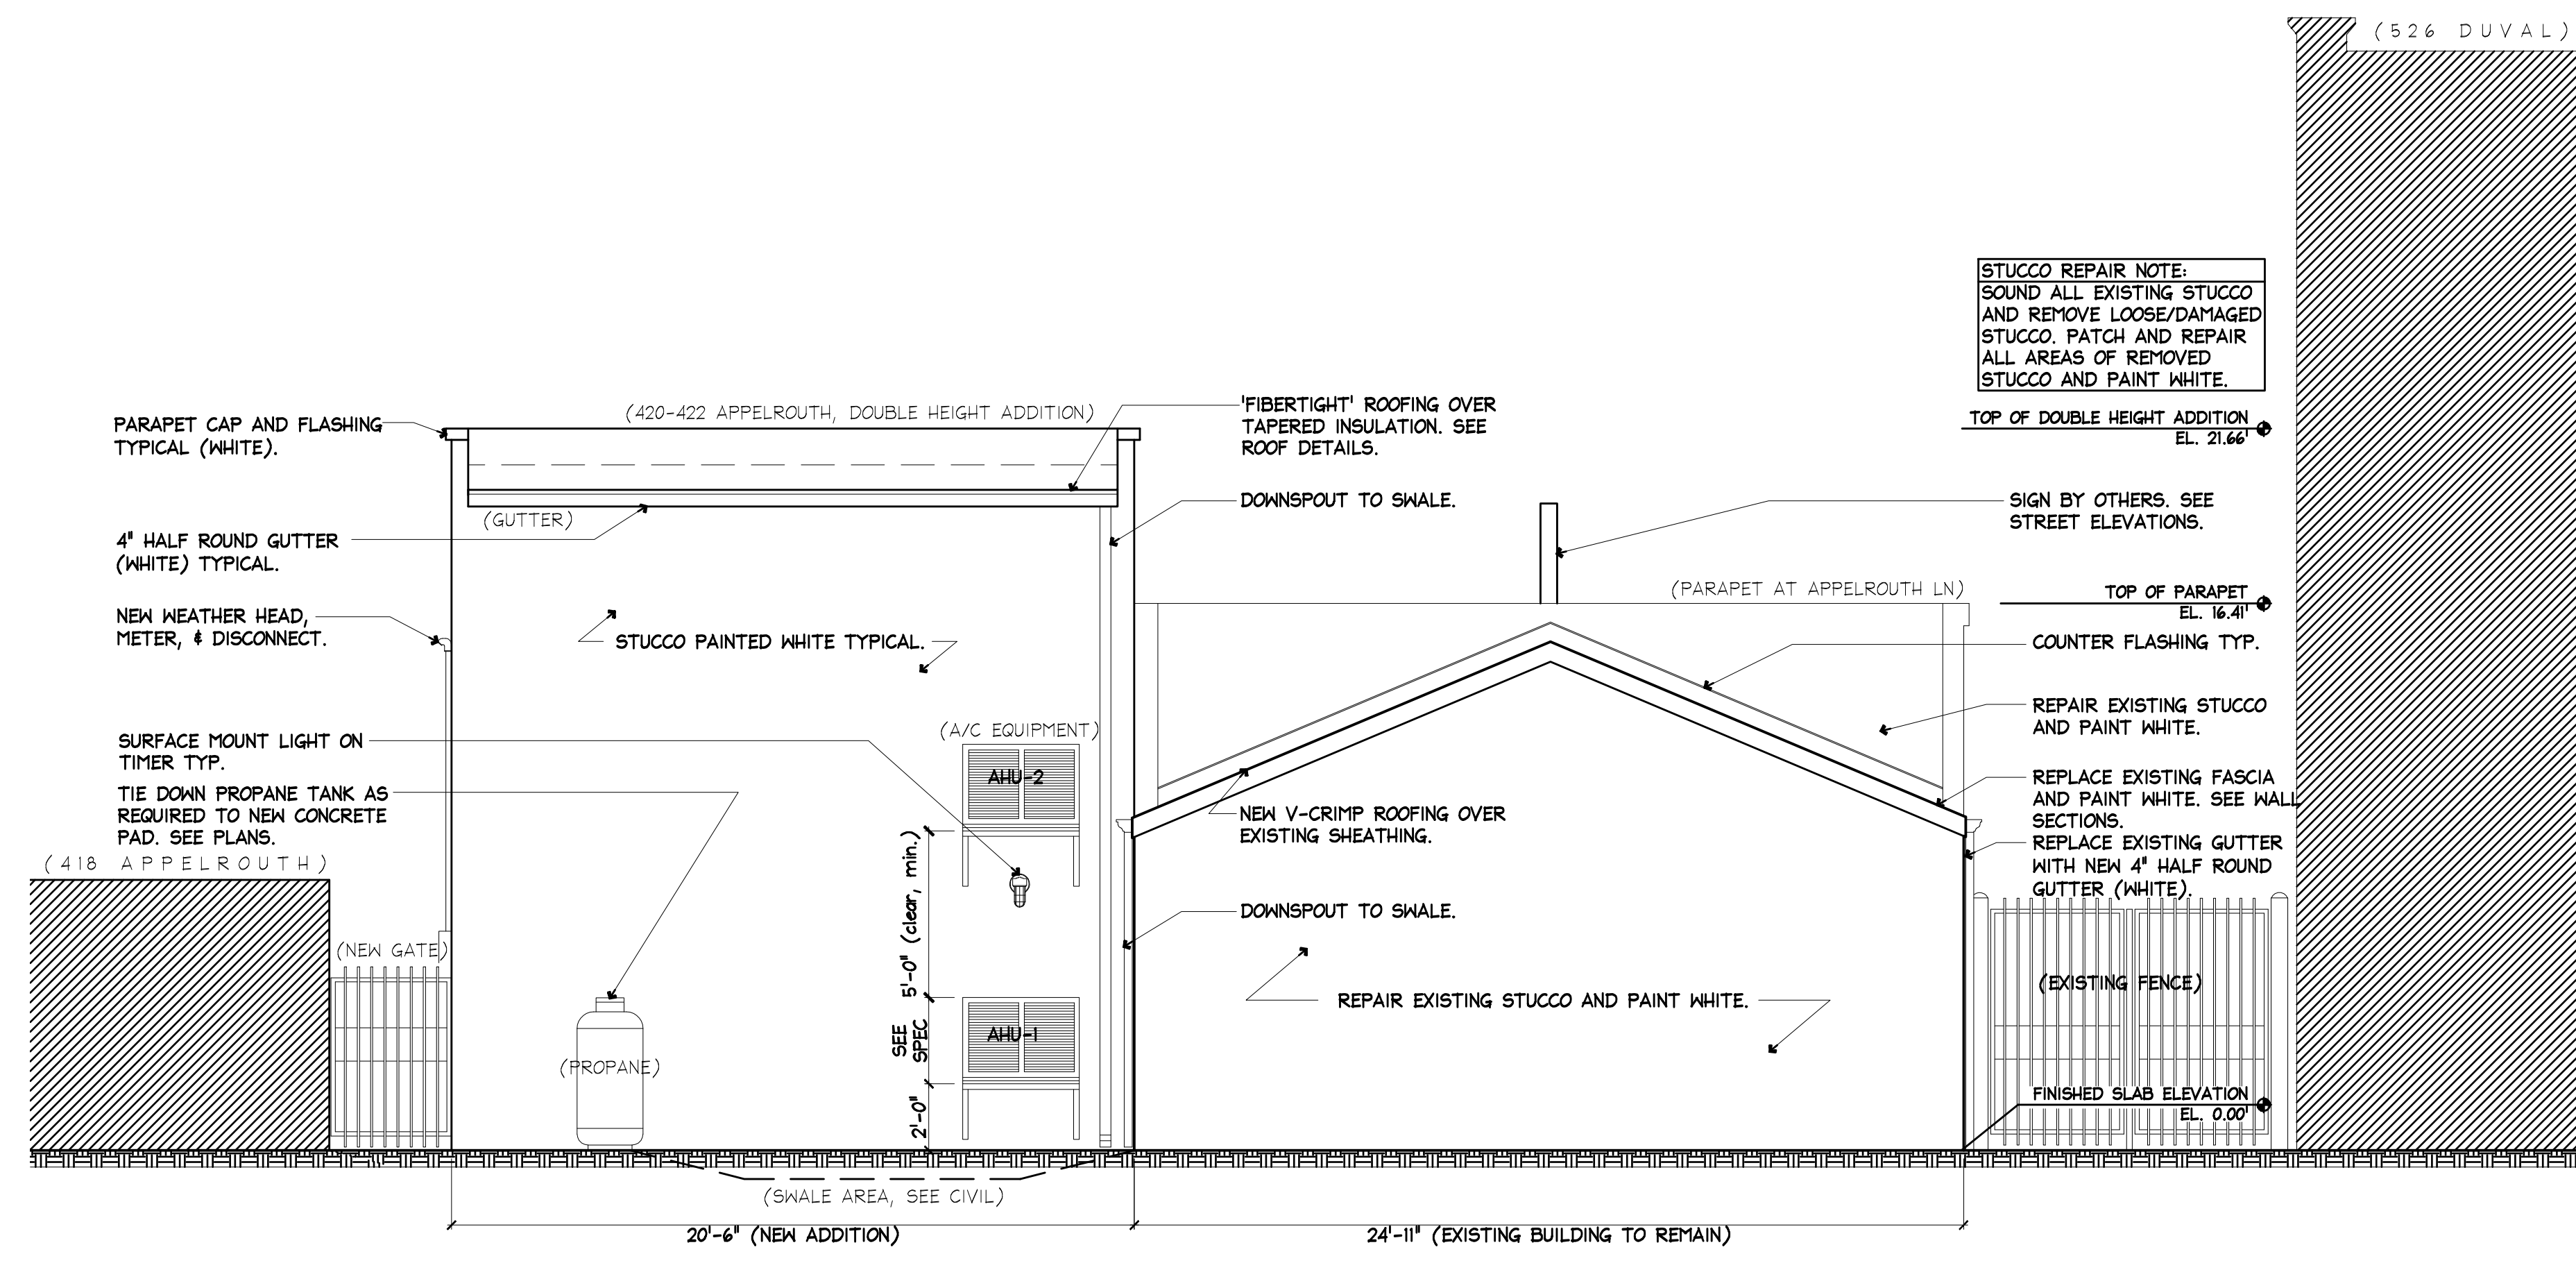 (526 DUVAL)
STUCCO REPAIR NOTE:
SOUND ALL EXISTING STUCCO
AND REMOVE LOOSE/DAMAGED
STUCCO. PATCH AND REPAIR
ALL AREAS OF REMOVED
STUCCO AND PAINT WHITE.
PARAPET CAP AND FLASHING
TYPICAL (WHITE).
(420-422 APPELROUTH, DOUBLE HEIGHT ADDITION)
'FIBERTIGHT' ROOFING OVER
TAPERED INSULATION. SEE
ROOF DETAILS.
TOP OF DOUBLE HEIGHT ADDITION
EL. 21.66'
(GUTTER)
DOWNSPOUT TO SWALE.
SIGN BY OTHERS. SEE
STREET ELEVATIONS.
4" HALF ROUND GUTTER
(WHITE) TYPICAL.
(PARAPET AT APPELROUTH LN)
TOP OF PARAPET
EL. 16.41'
NEW WEATHER HEAD,
METER, & DISCONNECT.
STUCCO PAINTED WHITE TYPICAL.
COUNTER FLASHING TYP.
REPAIR EXISTING STUCCO
AND PAINT WHITE.
SURFACE MOUNT LIGHT ON
TIMER TYP.
(A/C EQUIPMENT)
AHU-2
REPLACE EXISTING FASCIA
AND PAINT WHITE. SEE WALL
SECTIONS.
TIE DOWN PROPANE TANK AS
REQUIRED TO NEW CONCRETE
PAD. SEE PLANS.
NEW V-CRIMP ROOFING OVER
EXISTING SHEATHING.
REPLACE EXISTING GUTTER
WITH NEW 4" HALF ROUND
GUTTER (WHITE).
(418 APPELROUTH)
5'-0" (clear, min.)
DOWNSPOUT TO SWALE.
(NEW GATE)
(EXISTING FENCE)
REPAIR EXISTING STUCCO AND PAINT WHITE.
SEE
SPEC
AHU-1
(PROPANE)
2'-0"
FINISHED SLAB ELEVATION
EL. 0.00'
(SWALE AREA, SEE CIVIL)
20'-6" (NEW ADDITION)
24'-11" (EXISTING BUILDING TO REMAIN)